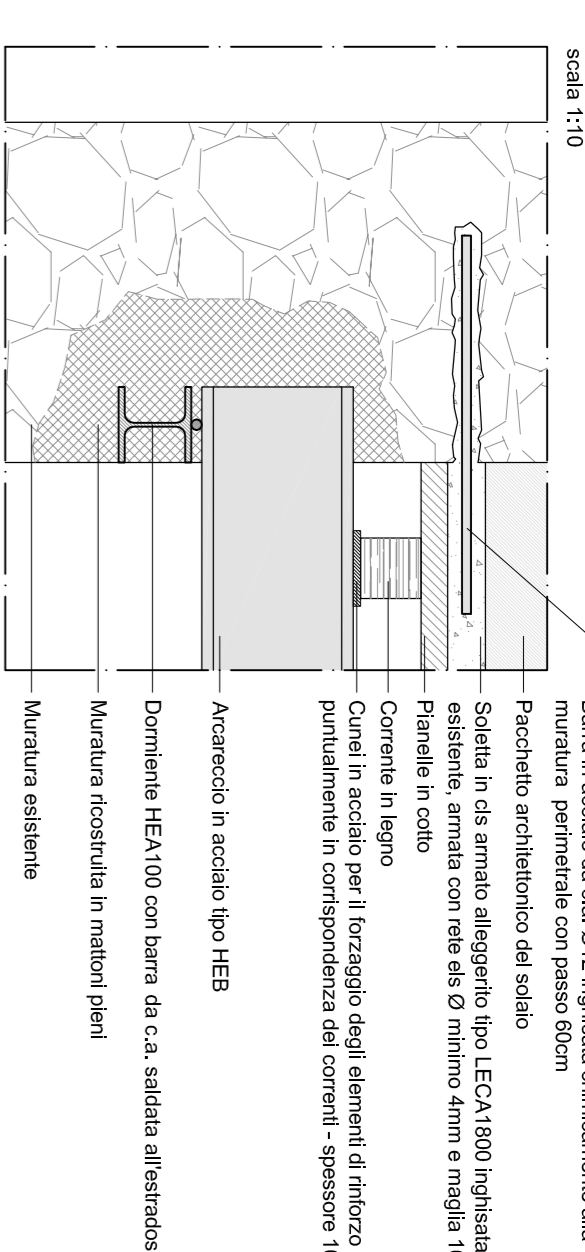 scala 1:10
muratura perimetrale con passo 60cm
Pacchetto architettonico del solaio
Soletta in cls armato alleggerito tipo LECA1800 inghisata
esistente, armata con rete els Ø minimo 4mm e maglia
Pianelle in cotto
Corrente in legno
Cunei in acciaio per il forzaggio degli elementi di rinforzo
puntualmente in corrispondenza dei correnti - spessore
Arcareccio in acciaio tipo HEB
Dormiente HEA100 con barra da c.a. saldata all'estrados
Muratura ricostruita in mattoni pieni
Muratura esistente